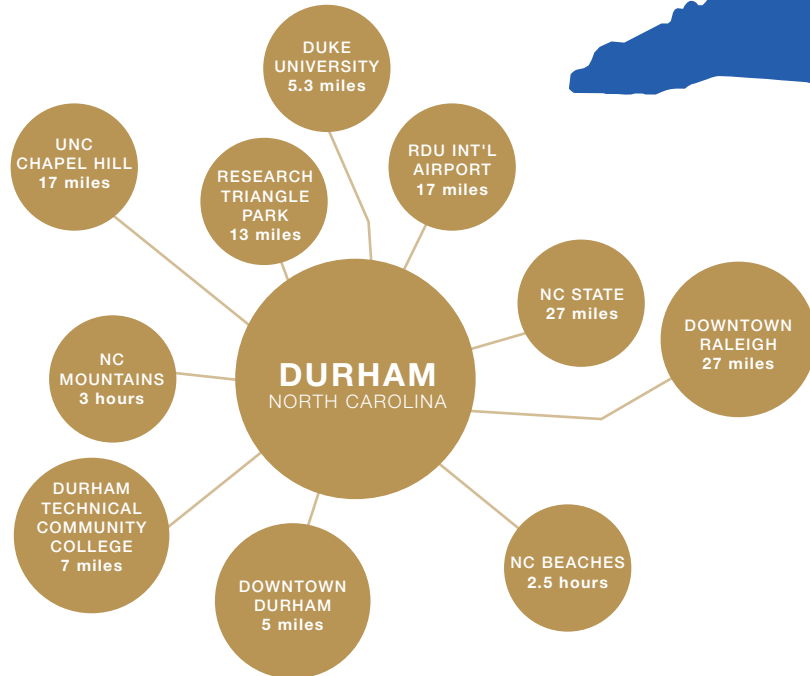 DUKE
UNIVERSITY
5.3 miles
UNC
CHAPEL HILL
17 miles
RDU INT'L
AIRPORT
17 miles
RESEARCH
TRIANGLE
PARK
13 miles
NC STATE
27 miles
DOWNTOWN
RALEIGH
27 miles
NC
MOUNTAINS
3 hours
DURHAM
NORTH CAROLINA
DURHAM
TECHNICAL
COMMUNITY
COLLEGE
7 miles
DOWNTOWN
DURHAM
5 miles
NC BEACHES
2.5 hours